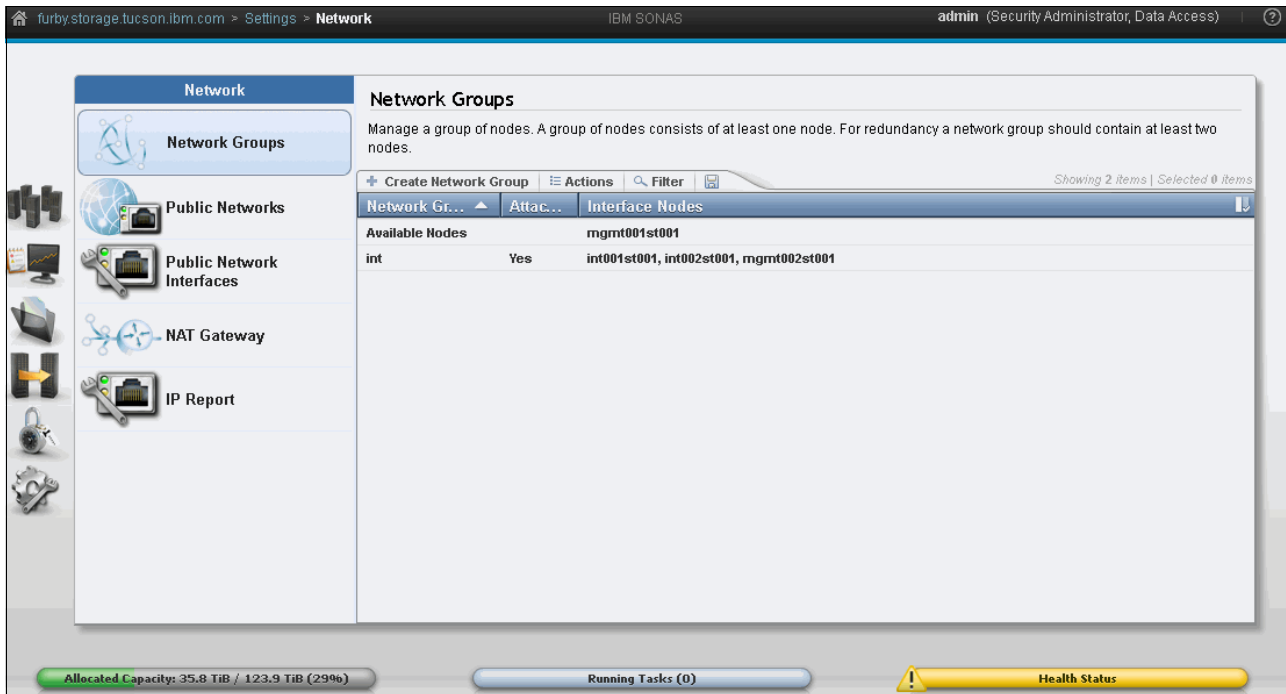 furby.storage.tucson.ibm.com > Settings > Network
IBM SONAS
admin (Security Administrator, Data Access)
?
Network
Network Groups
Public Networks
Public Network
Interfaces
NAT Gateway
IP Report
Network Groups
Manage a group of nodes. A group of nodes consists of at least one node. For redundancy a network group should contain at least two
nodes.
Create Network Group
Actions
Filter
Showing 2 items | Selected 0 items
Network Gr... Attac... Interface Nodes
Available Nodes mgmt001st001
int Yes int001st001, int002st001, mgmt002st001
Allocated Capacity: 35.8 TiB / 123.9 TiB (29%)
Running Tasks (0)
Health Status